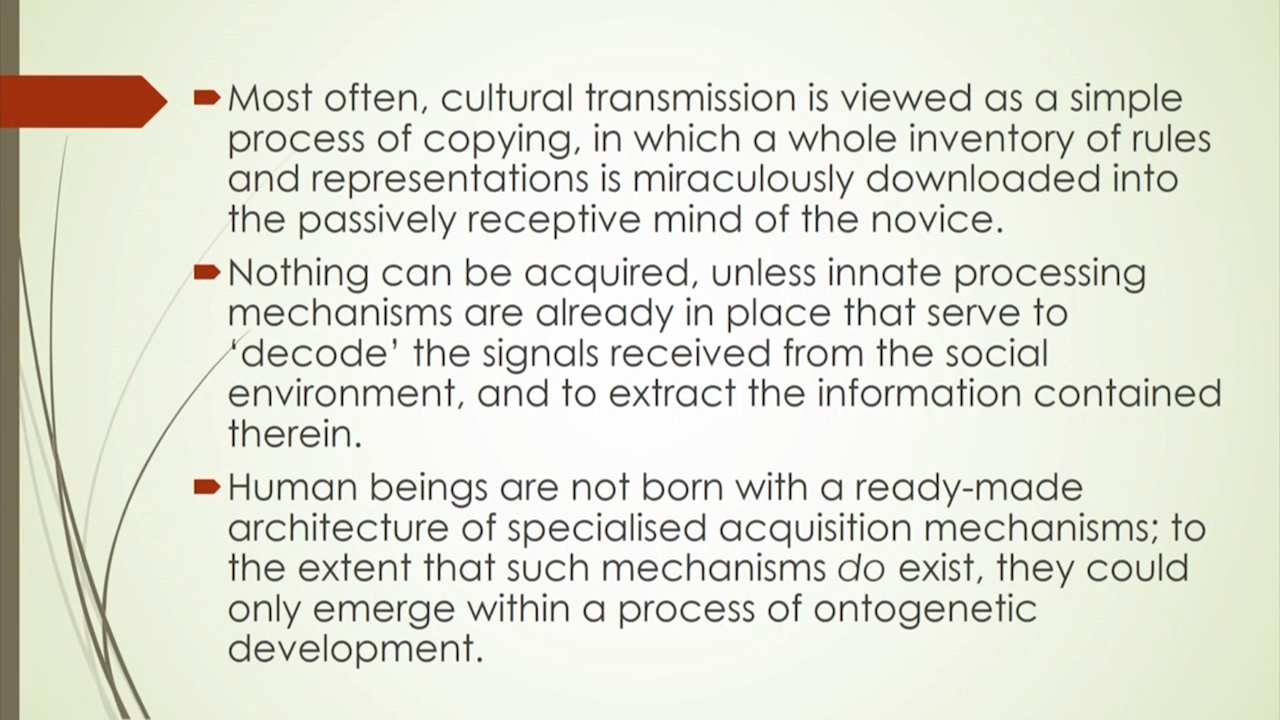 Most often, cultural transmission is viewed as a simple
process of copying, in which a whole inventory of rules
and representations is miraculously downloaded into
the passively receptive mind of the novice.
Nothing can be acquired, unless innate processing
mechanisms are already in place that serve to
‘decode’ the signals received from the social
environment, and to extract the information contained
therein.
Human beings are not born with a ready-made
architecture of specialised acquisition mechanisms; to
the extent that such mechanisms do exist, they could
only emerge within a process of ontogenetic
development.